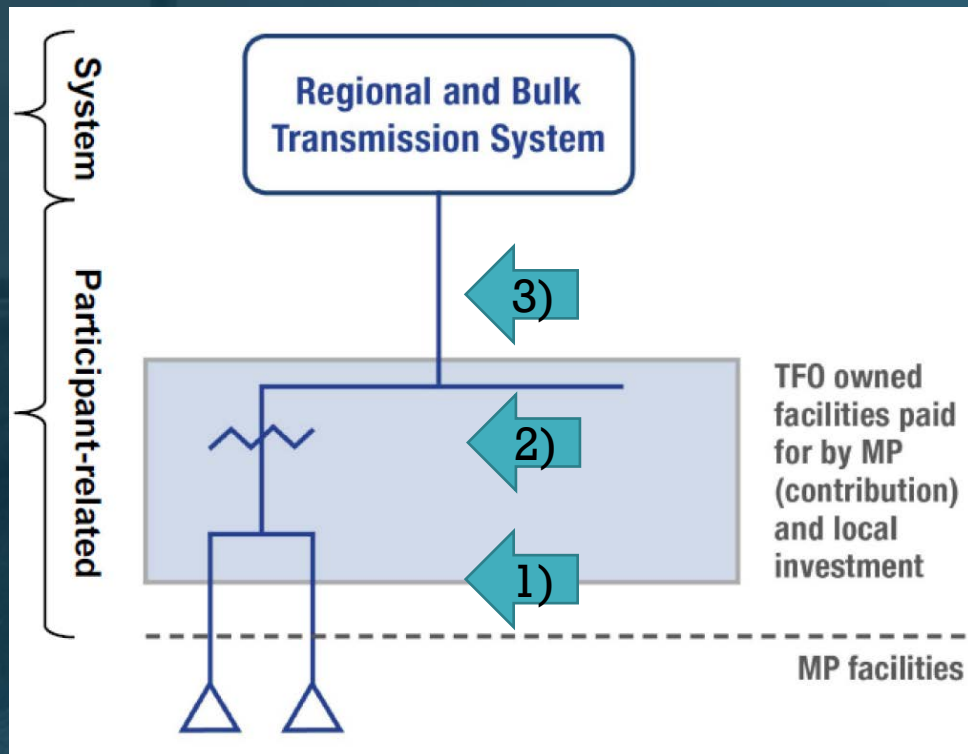 System
Regional and Bulk
Transmission System
Participant-related
3)
2)
1)
TFO owned
facilities paid
for by MP
(contribution)
and local
investment
MP facilities